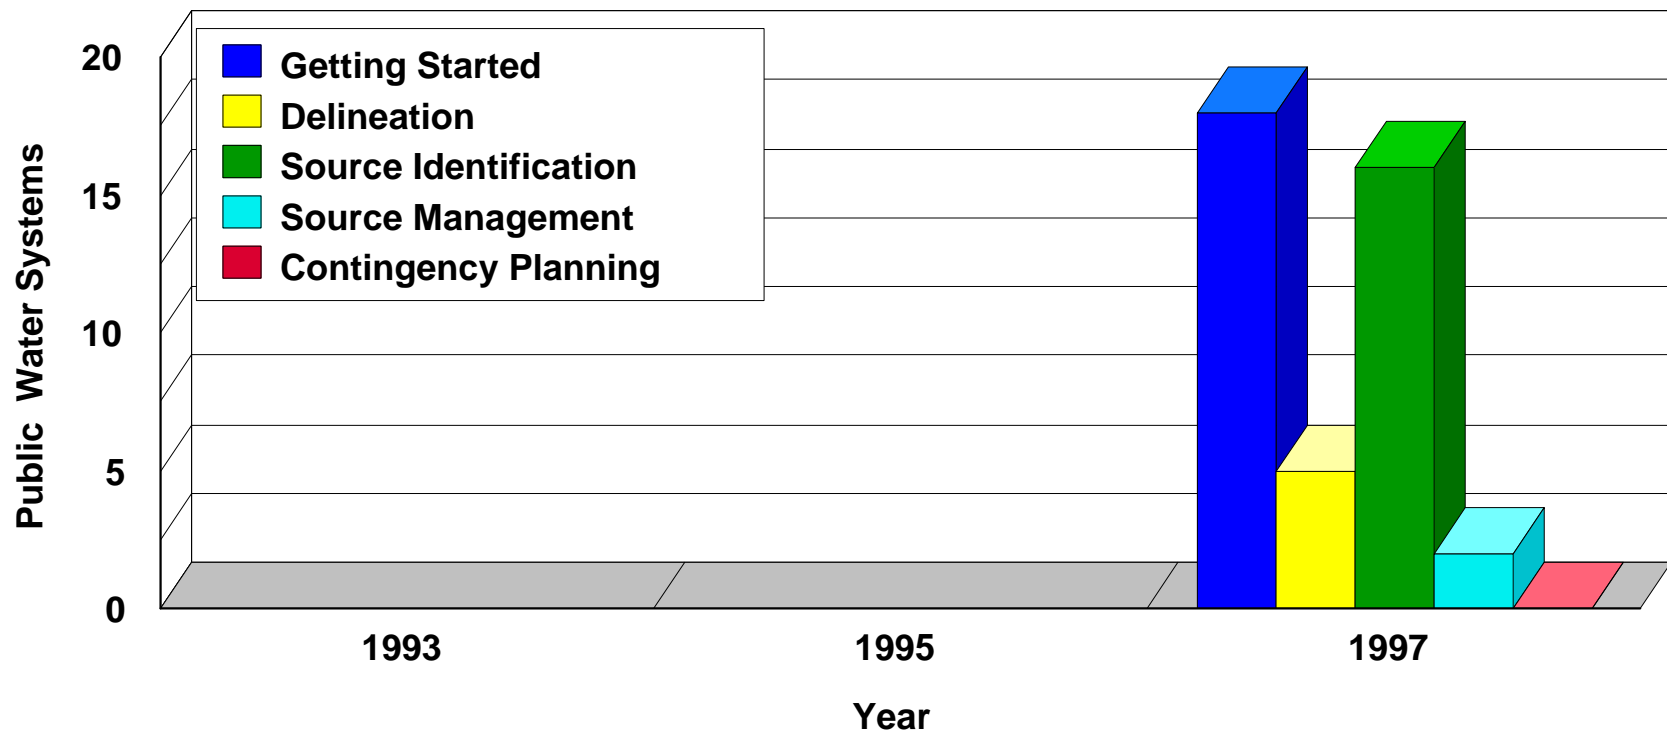 20
15
10
5
0
Public Water Systems
Getting Started
Delineation
Source Identification
Source Management
Contingency Planning
1993 1995 1997
Year